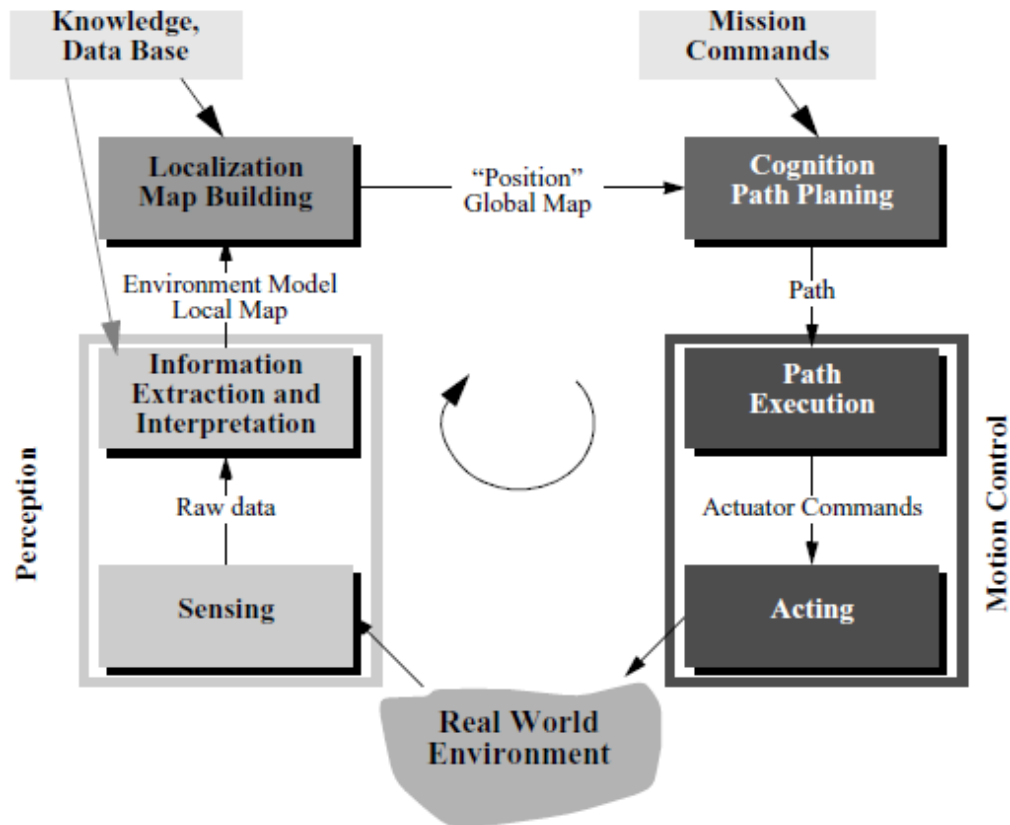 Knowledge,
Data Base
Mission
Commands
Localization
Map Building
“Position”
Global Map
Cognition
Path Planing
Environment Model
Local Map
Path
Information
Extraction and
Interpretation
Path
Execution
Perception
Raw data
Actuator Commands
Motion Control
Sensing
Acting
Real World
Environment